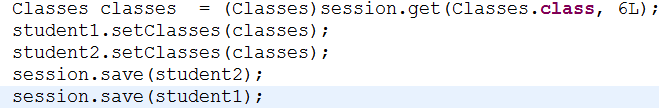 Classes classes  = (Classes)session.get(Classes.class, 6L);
student1.setClasses(classes);
student2.setClasses(classes);
session.save(student2);
session.save(student1);